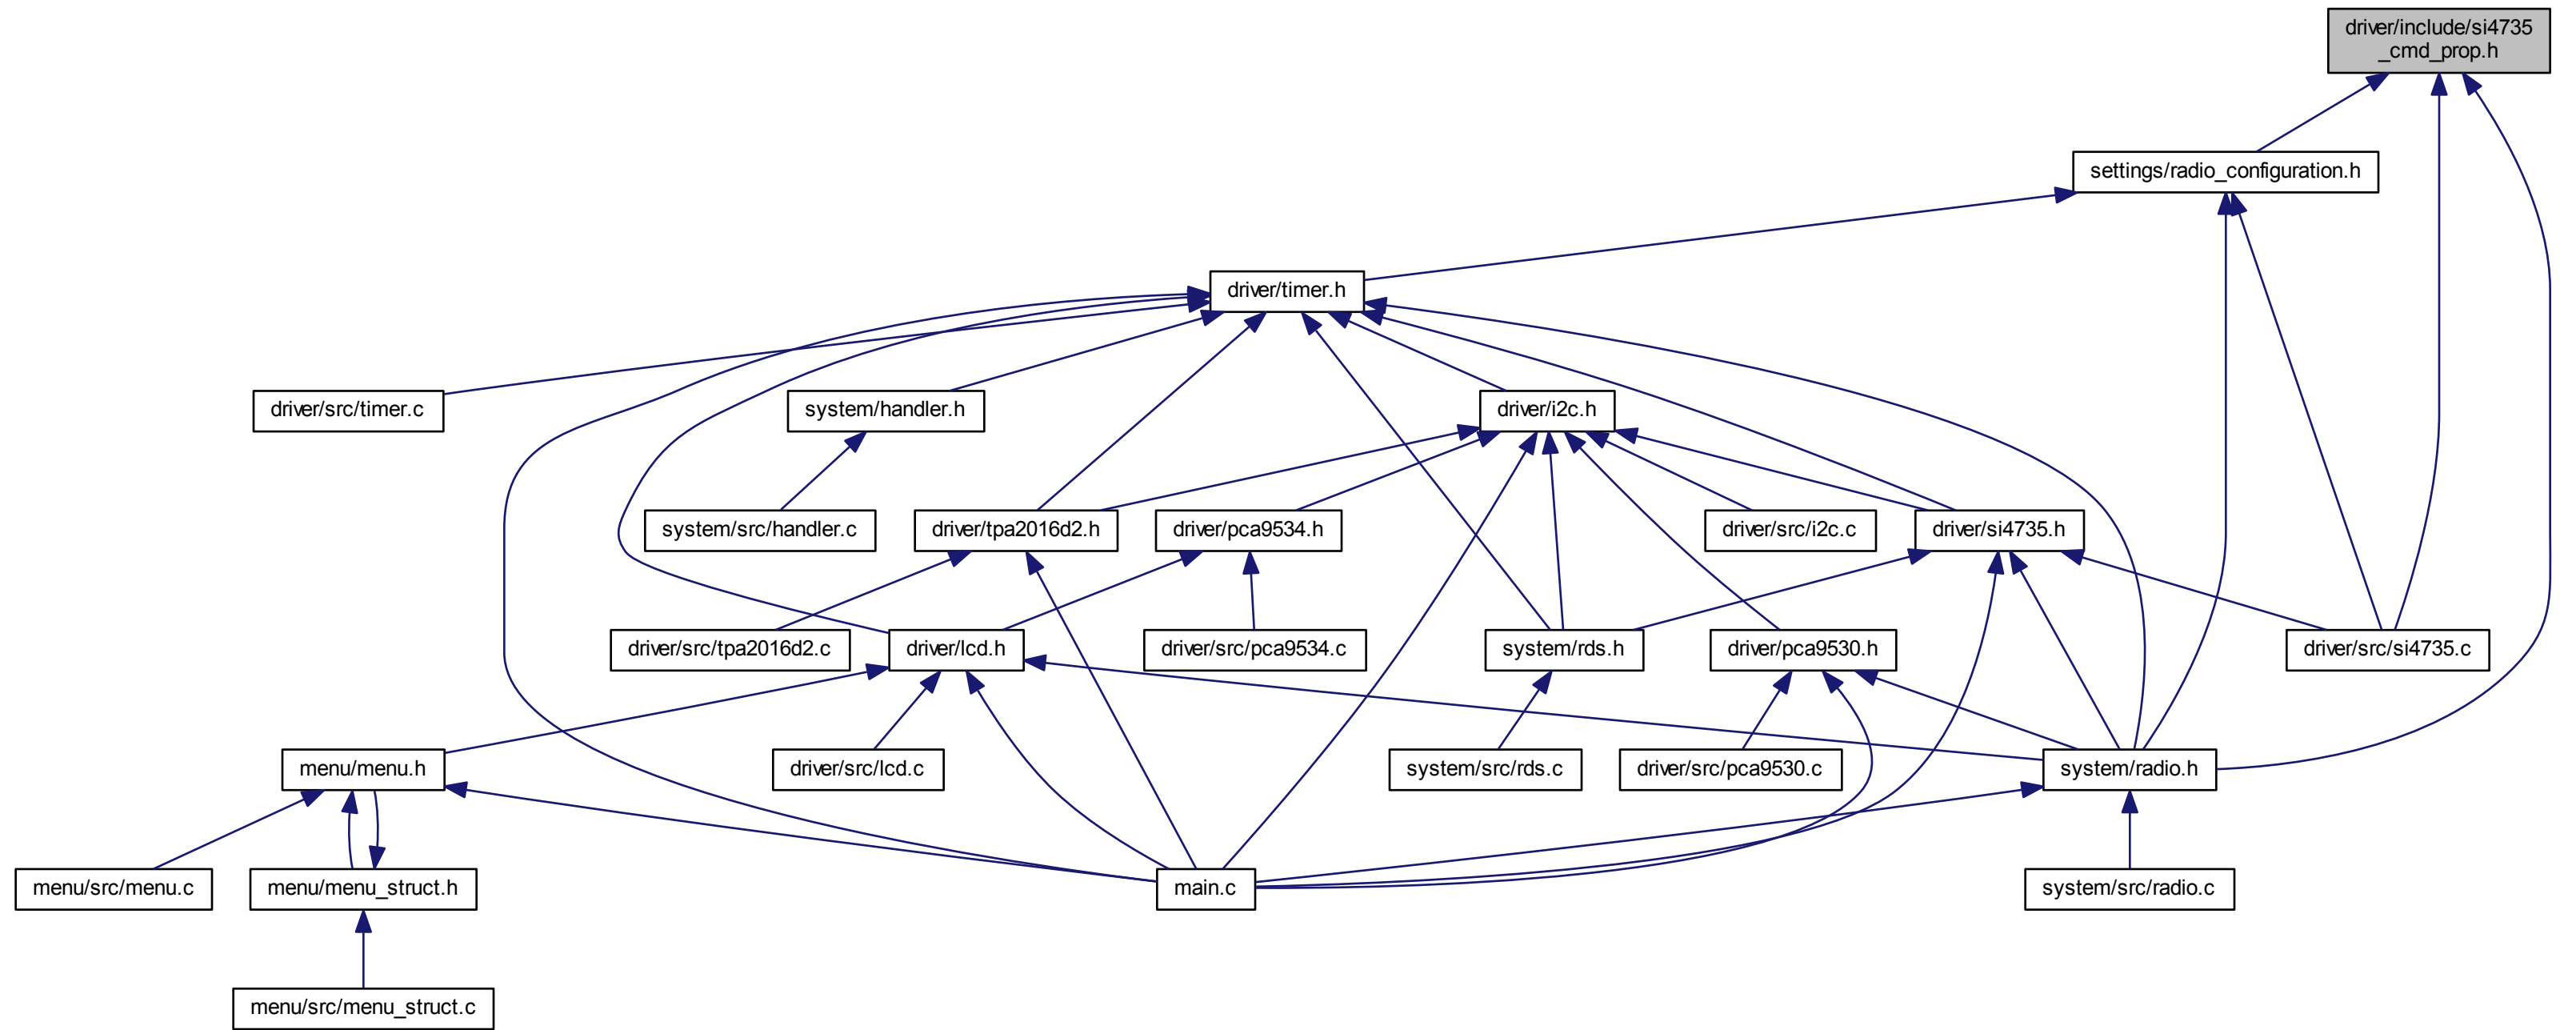 driver/include/si4735
_cmd_prop.h
settings/radio_configuration.h
driver/timer.h
driver/src/timer.c
system/handler.h
driver/i2c.h
system/src/handler.c
driver/tpa2016d2.h
driver/pca9534.h
driver/src/i2c.c
driver/si4735.h
driver/src/tpa2016d2.c
driver/lcd.h
driver/src/pca9534.c
system/rds.h
driver/pca9530.h
driver/src/si4735.c
menu/menu.h
driver/src/lcd.c
system/src/rds.c
driver/src/pca9530.c
system/radio.h
menu/src/menu.c
menu/menu_struct.h
main.c
system/src/radio.c
menu/src/menu_struct.c